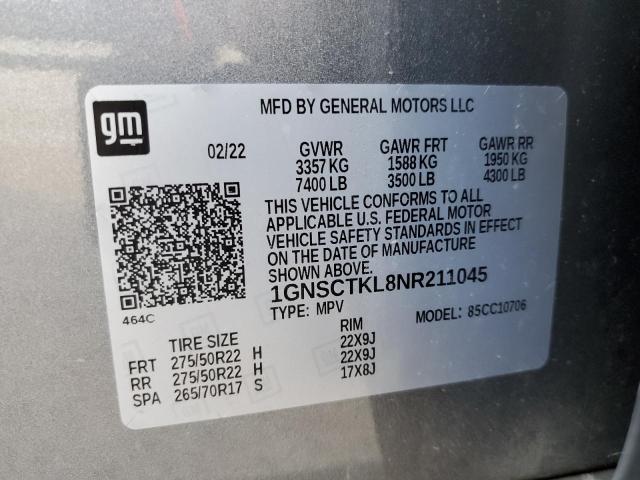 gm
MFD BY GENERAL MOTORS LLC
02/22
GVWR GAWR FRT GAWR RR
3357 KG 1588 KG 1950 KG
7400 LB 3500 LB 4300 LB
THIS VEHICLE CONFORMS TO ALL
APPLICABLE U.S. FEDERAL MOTOR
VEHICLE SAFETY STANDARDS IN EFFECT
ON THE DATE OF MANUFACTURE
SHOWN ABOVE.
1GNSCTKL8NR211045
TYPE: MPV MODEL: 85CC10706
464C
TIRE SIZE RIM
FRT 275/50R22 H 22X9J
RR 275/50R22 H 22X9J
SPA 265/70R17 S 17X8J